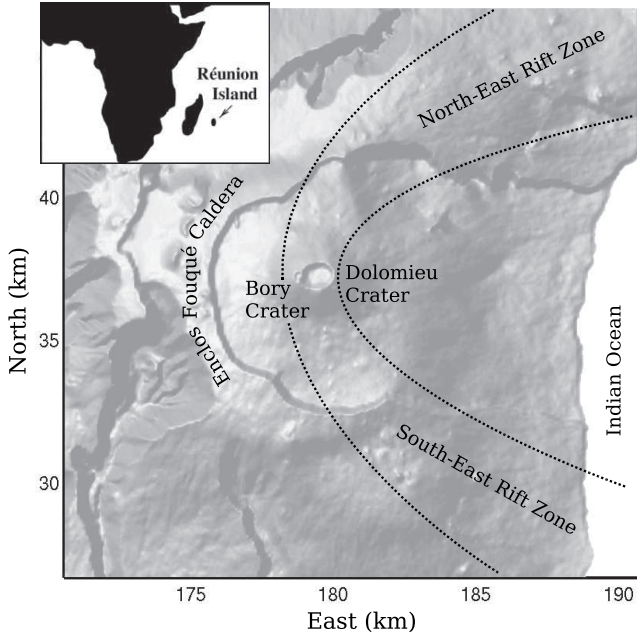 Réunion
Island
North-East Rift Zone
40
Enclos Fouqué Caldera
Bory
Crater
Dolomieu
Crater
North (km)
35
Indian Ocean
South-East Rift Zone
30
175
180
185
190
East (km)